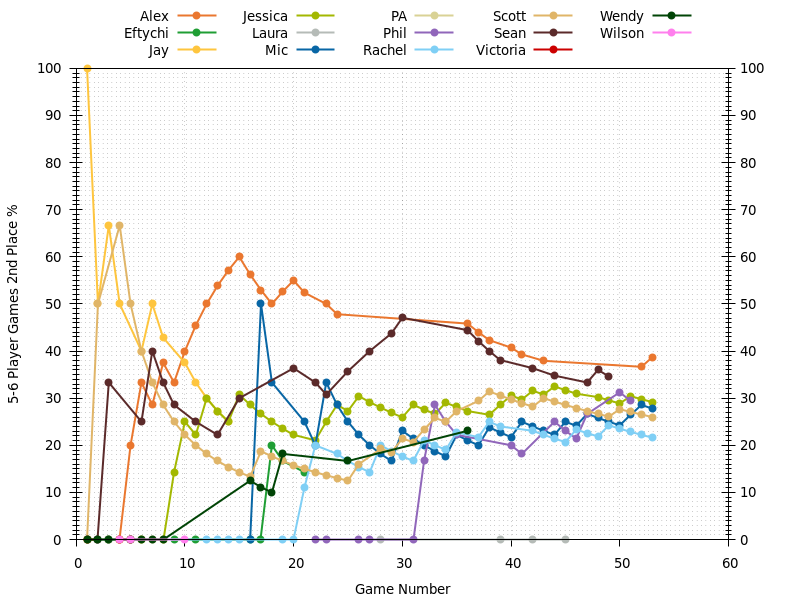 Alex Jessica PA Scott Wendy
Eftychi Laura Phil Sean Wilson
Jay Mic Rachel Victoria
100 100
90 90
80 80
70 70
60 60
50 50
40 40
30 30
20 20
10 10
0 0
0 10 20 30 40 50 60
5-6 Player Games 2nd Place %
Game Number